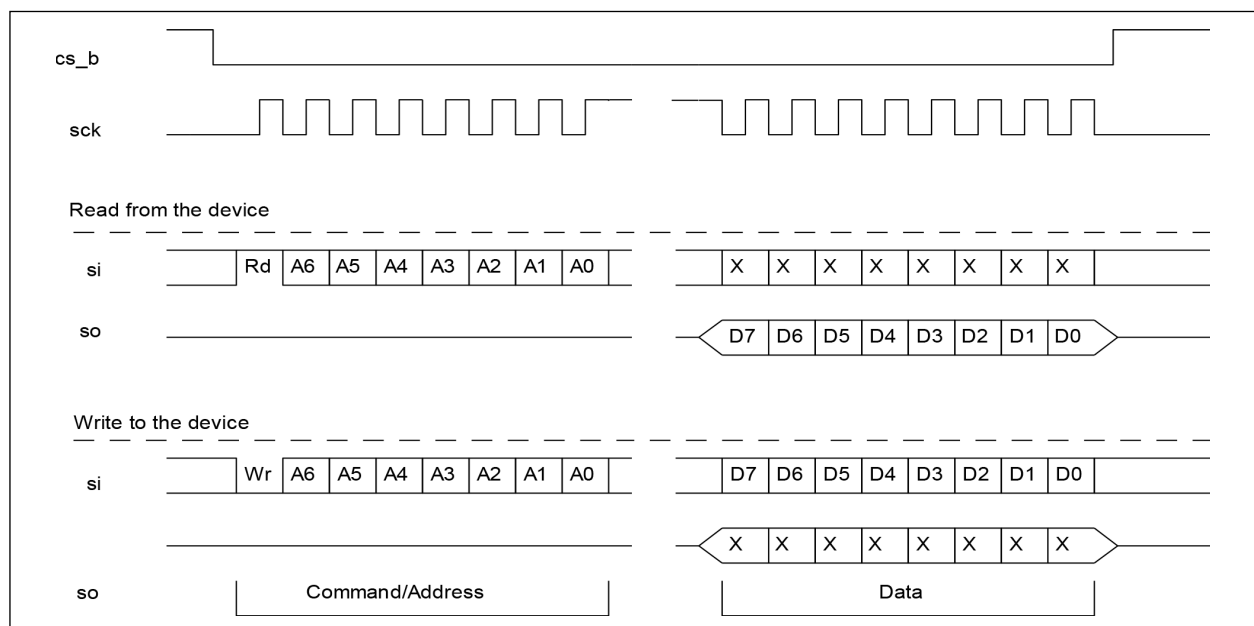 cs_b
sck
Read from the device
si Rd A6 A5 A4 A3 A2 A1 A0 X X X X X X X X
so D7 D6 D5 D4 D3 D2 D1 D0
Write to the device
si Wr A6 A5 A4 A3 A2 A1 A0 D7 D6 D5 D4 D3 D2 D1 D0
X X X X X X X X
so Command/Address Data